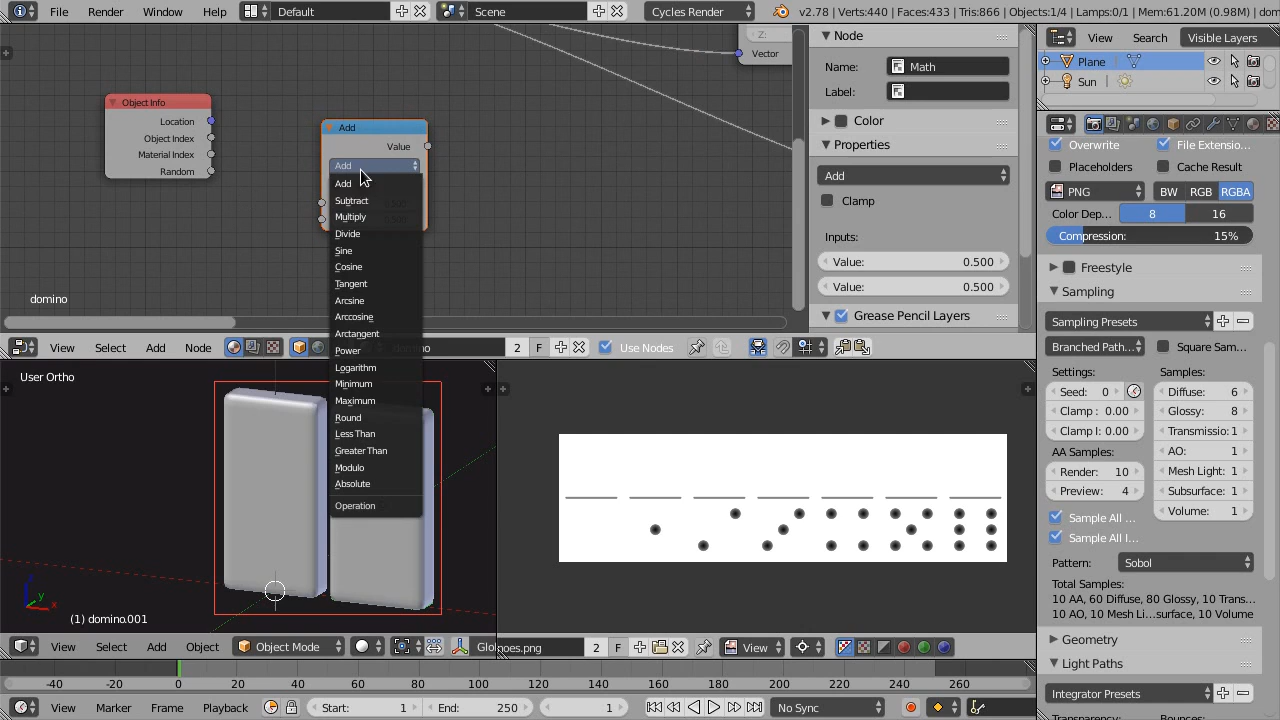 File Render Window Help Default Scene Cycles Render v2.78 | Verts:440 | Faces:433 | Tris:866 | Objects:1/4 | Lamps:0/1 | Mem:61.20M (0.98M) | dom
Z:
Vector
Object Info
Location
Object Index
Material Index
Random
Add
Value
Add
Add
Subtract
Multiply
Divide
Sine
Cosine
Tangent
Arcsine
Arccosine
Arctangent
Power
Logarithm
Minimum
Maximum
Round
Less Than
Greater Than
Modulo
Absolute
Operation
domino
View Select Add Node 2 F Use Nodes
Node
Name: Math
Label:
Color
Properties
Add
Clamp
Inputs:
Value: 0.500
Value: 0.500
Grease Pencil Layers
View Search Visible Layers
Plane
Sun
Overwrite File Extensio...
Placeholders Cache Result
PNG BW RGB RGBA
Color Dep... 8 16
Compression: 15%
Freestyle
Sampling
Sampling Presets
Branched Path... Square Sam...
Settings: Samples:
Seed: 0 Diffuse: 6
Clamp : 0.00 Glossy: 8
Clamp I: 0.00 Transmissio: 1
AA Samples: AO: 1
Render: 10 Mesh Light: 1
Preview: 4 Subsurface: 1
Sample All ... Volume: 1
Sample All I...
Pattern: Sobol
Total Samples:
10 AA, 60 Diffuse, 80 Glossy, 10 Trans...
10 AO, 10 Mesh Li...surface, 10 Volume
Geometry
Light Paths
Integrator Presets
User Ortho
(1) domino.001
View Select Add Object Object Mode
oes.png 2 F View
-40 -20 0 20 40 60 80 100 120 140 160 180 200 220 240 260
View Marker Frame Playback Start: 1 End: 250 1 No Sync